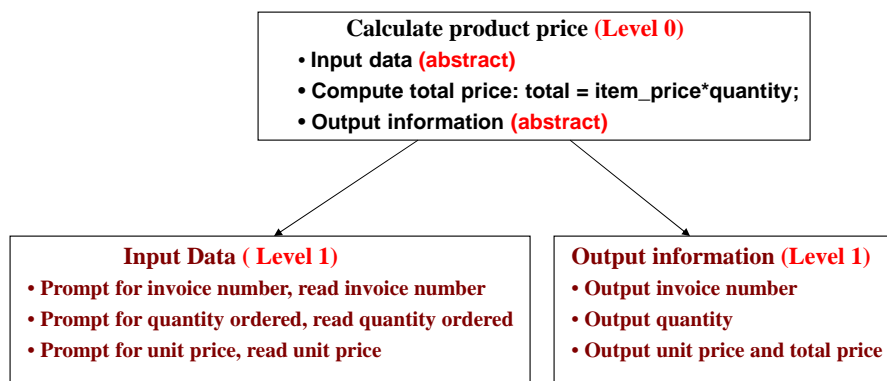 Calculate product price (Level 0)
• Input data (abstract)
• Compute total price: total = item_price*quantity;
• Output information (abstract)
Input Data ( Level 1)
• Prompt for invoice number, read invoice number
• Prompt for quantity ordered, read quantity ordered
• Prompt for unit price, read unit price
Output information (Level 1)
• Output invoice number
• Output quantity
• Output unit price and total price